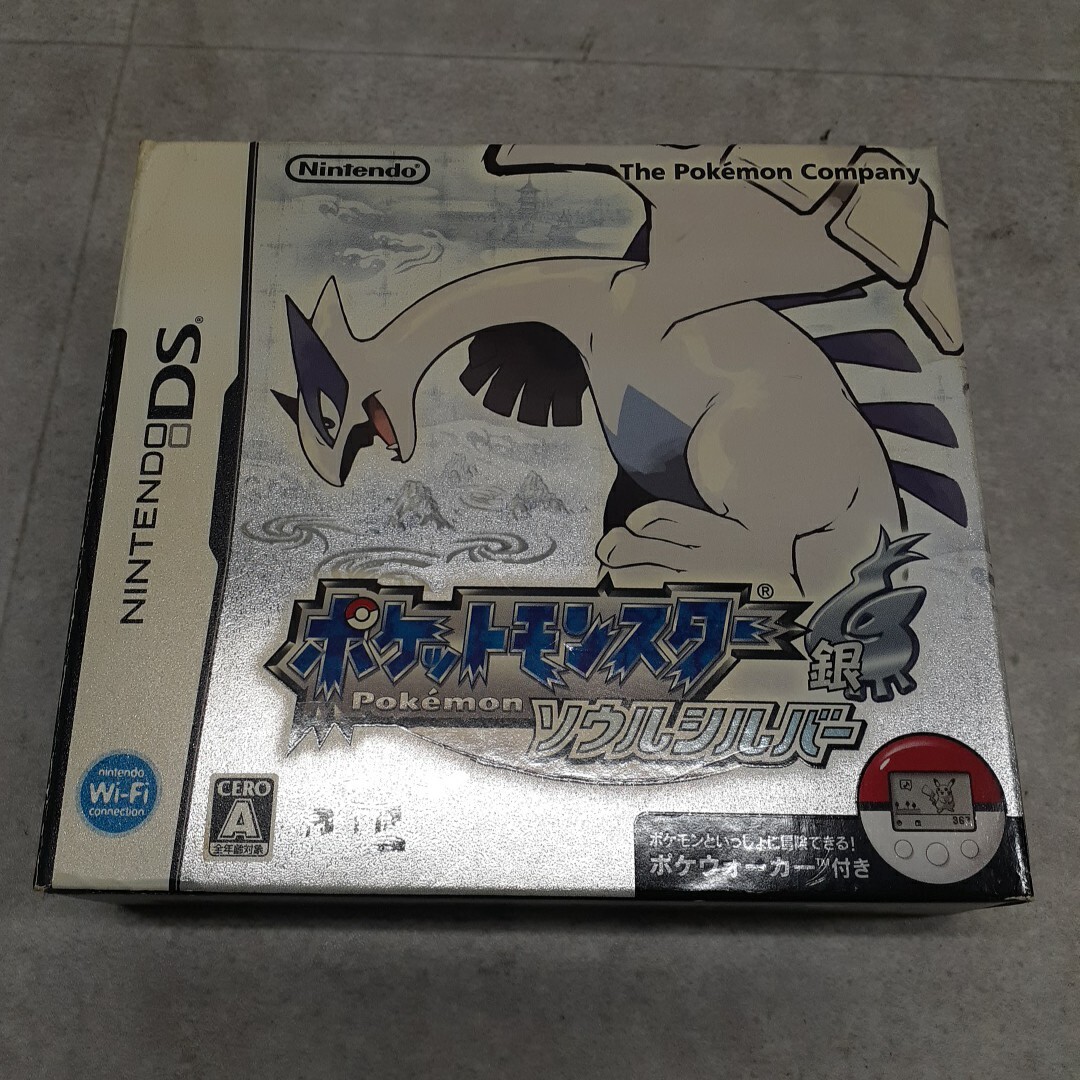 Nintendo®
The Pokémon Company
NINTENDO DS®
ポケットモンスター®
Pokémon
銀
ソウルシルバー
nintendo
Wi-Fi
connection
CERO
A
全年齢対象
ポケモンといっしょに冒険できる!
ポケウォーカー™付き